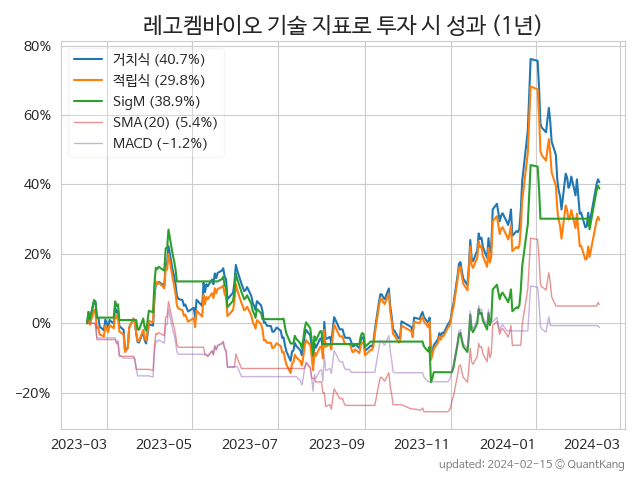 레고켐바이오 기술 지표로 투자 시 성과 (1년)
80%
60%
40%
20%
0%
−20%
거치식 (40.7%)
적립식 (29.8%)
SigM (38.9%)
SMA(20) (5.4%)
MACD (−1.2%)
2023-03 2023-05 2023-07 2023-09 2023-11 2024-01 2024-03
updated: 2024-02-15 ⓒ QuantKang